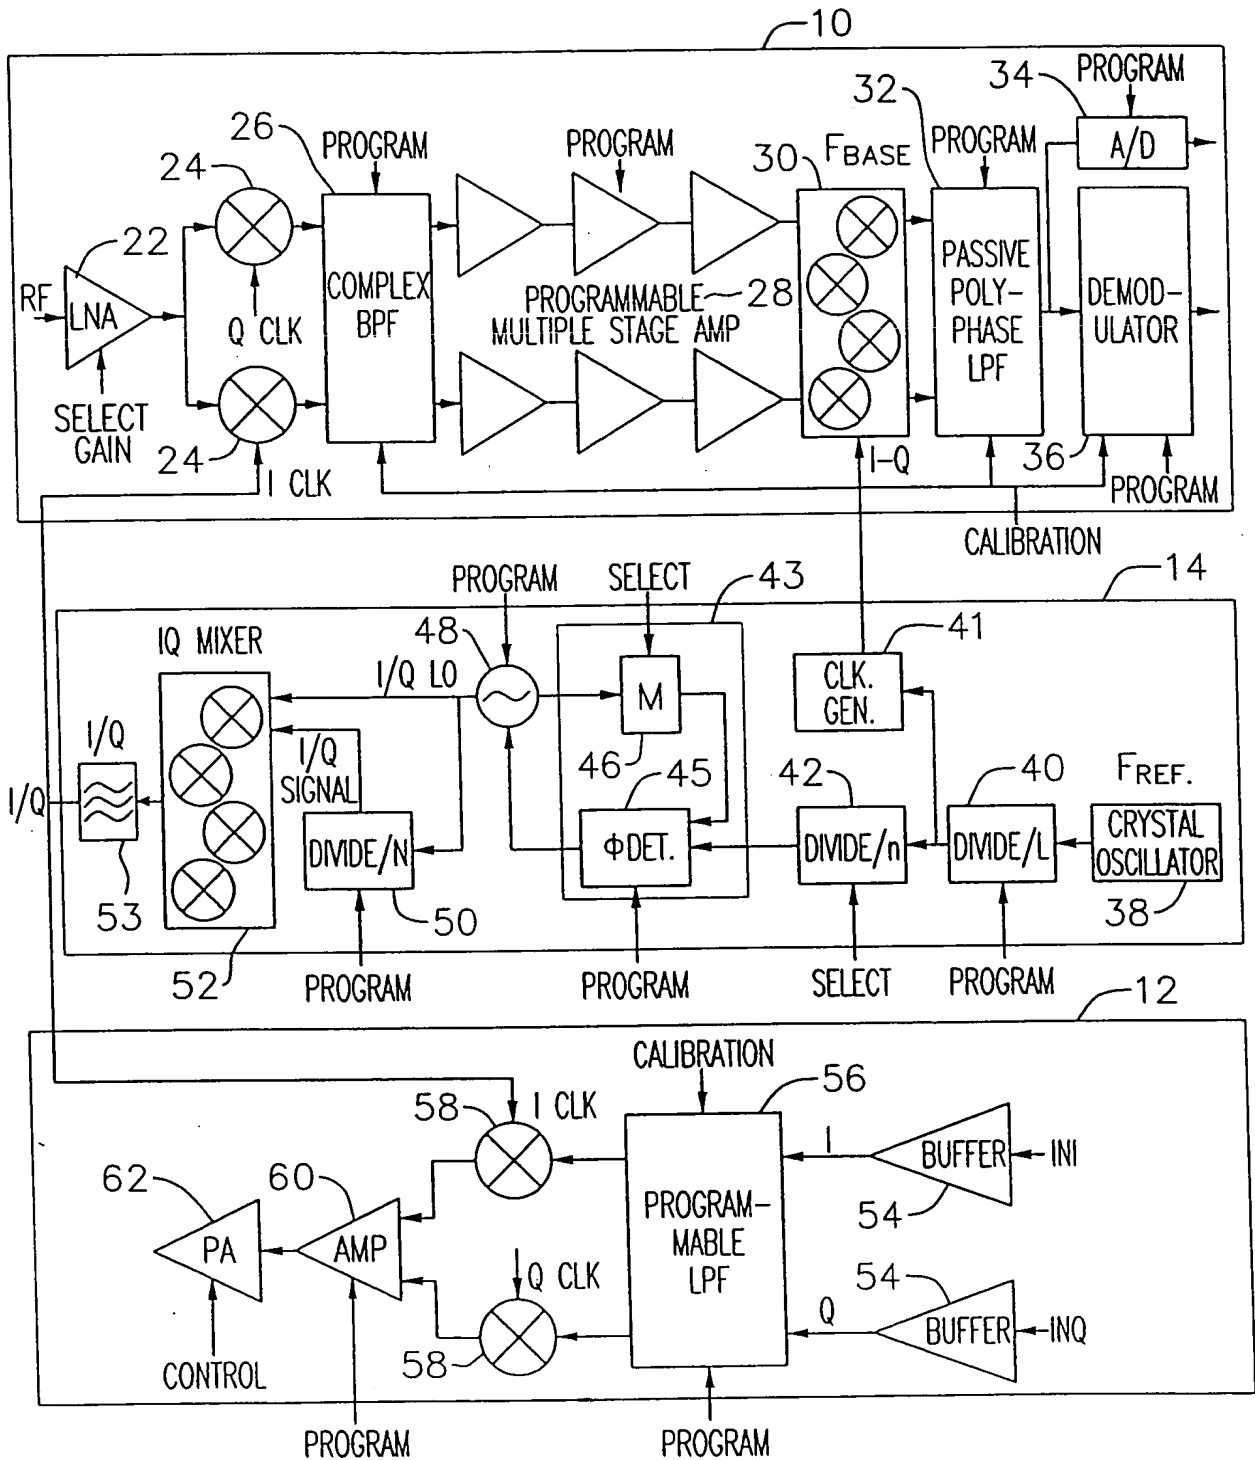 10
PROGRAM
34
32
26
PROGRAM
PROGRAM
30
FBASE
PROGRAM
A/D
24
22
RF
LNA
Q CLK
COMPLEX
BPF
PROGRAMMABLE 28
MULTIPLE STAGE AMP
PASSIVE
POLY-
PHASE
LPF
DEMOD-
ULATOR
SELECT
GAIN
24
I CLK
I-Q
36
PROGRAM
CALIBRATION
PROGRAM
SELECT
43
14
IQ MIXER
48
I/Q LO
M
41
CLK.
GEN.
I/Q
I/Q
I/Q
SIGNAL
46
45
42
40
FREF.
DIVIDE/N
ΦDET.
DIVIDE/n
DIVIDE/L
CRYSTAL
OSCILLATOR
53
50
38
52
PROGRAM
PROGRAM
SELECT
PROGRAM
12
CALIBRATION
56
58
I CLK
I
BUFFER
INI
54
62
60
PA
AMP
PROGRAM-
MABLE
LPF
Q CLK
54
Q
BUFFER
INQ
58
CONTROL
PROGRAM
PROGRAM